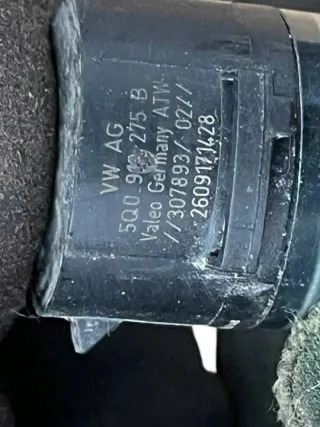 VW AG
5Q0 919 275 B
Valeo Germany ATW
//307893/ 02//
2609171428